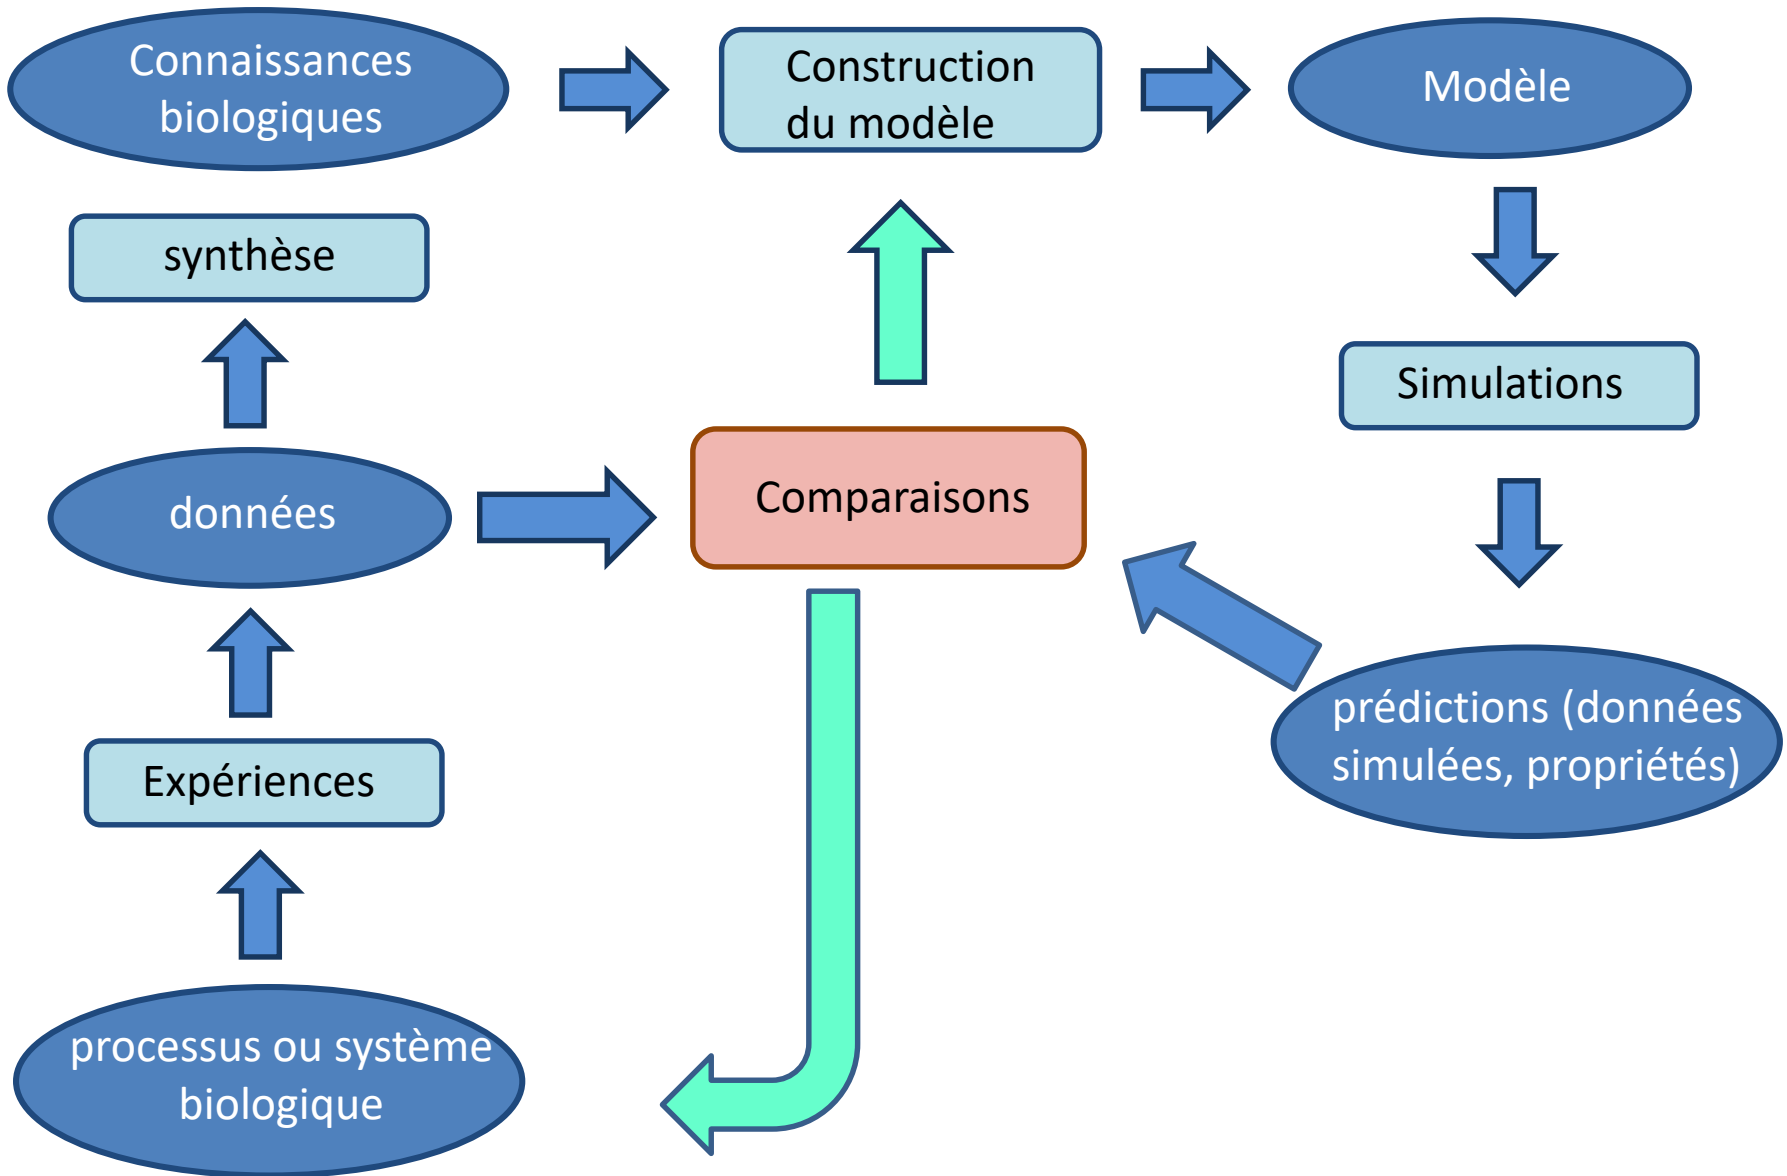 Connaissances
biologiques
Construction
du modèle
Modèle
synthèse
Simulations
données
Comparaisons
prédictions (données
simulées, propriétés)
Expériences
processus ou système
biologique